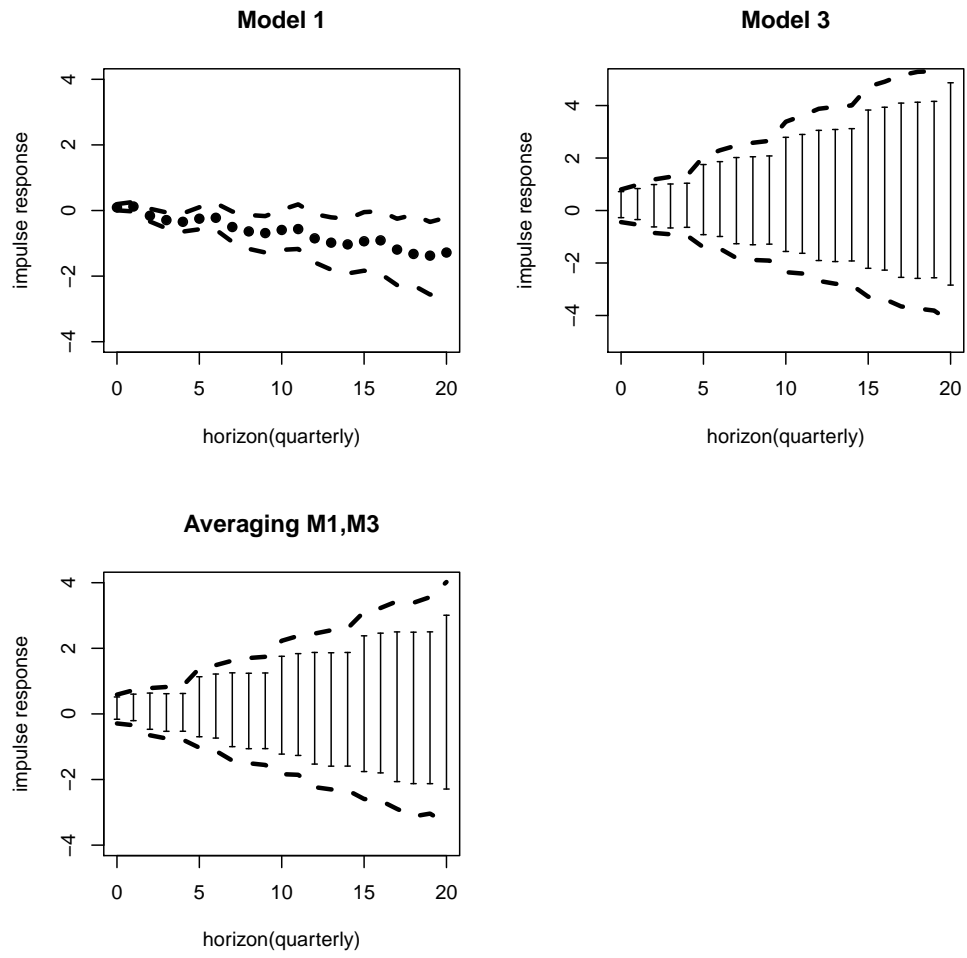 Model 1
impulse response
4
2
0
−2
−4
0 5 10 15 20
horizon(quarterly)
Model 3
impulse response
4
2
0
−2
−4
0 5 10 15 20
horizon(quarterly)
Averaging M1,M3
impulse response
4
2
0
−2
−4
0 5 10 15 20
horizon(quarterly)